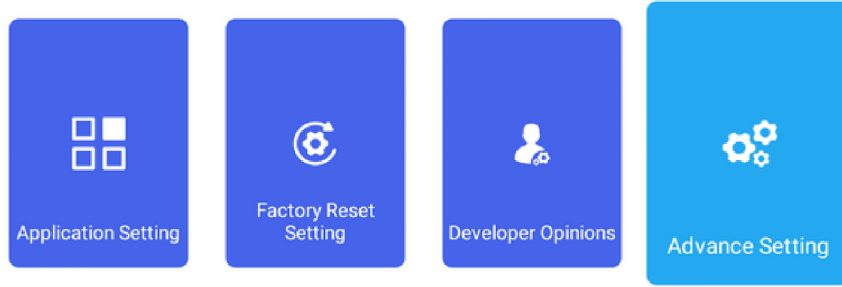 Application Setting
Factory Reset
Setting
Developer Opinions
Advance Setting